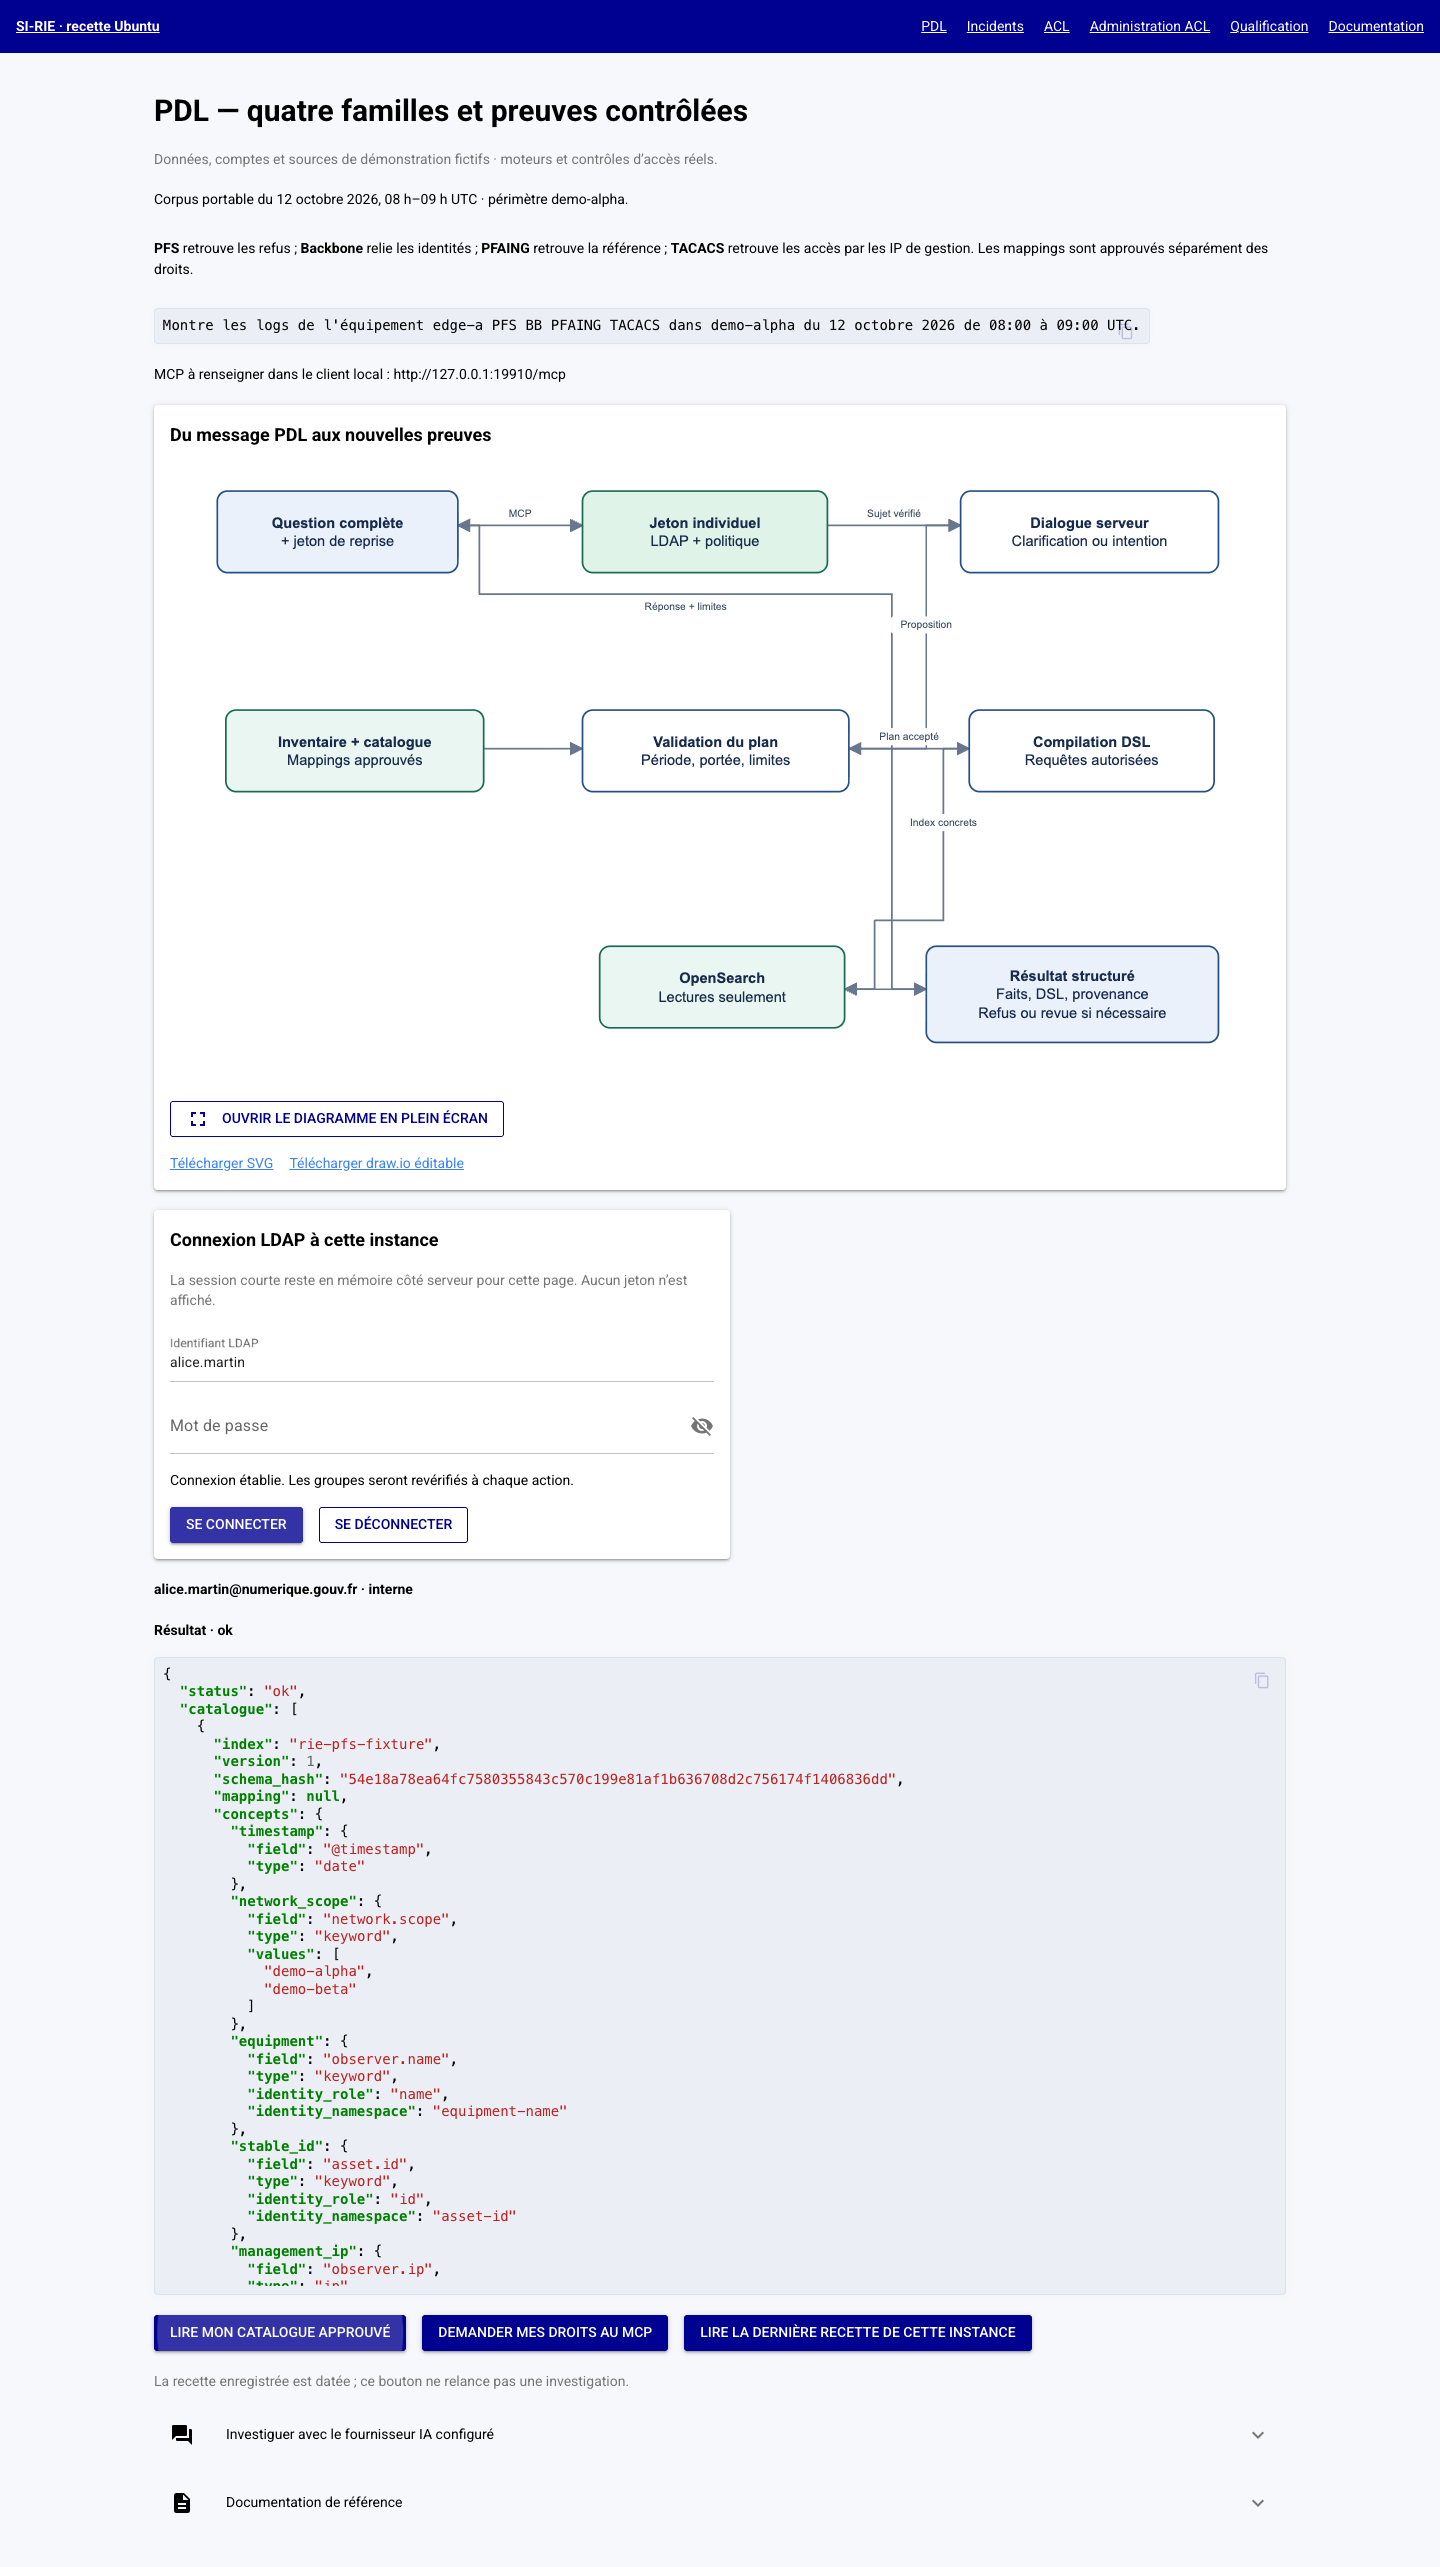 SI-RIE · recette Ubuntu
PDL Incidents ACL Administration ACL Qualification Documentation
PDL — quatre familles et preuves contrôlées
Données, comptes et sources de démonstration fictifs · moteurs et contrôles d’accès réels.
Corpus portable du 12 octobre 2026, 08 h–09 h UTC · périmètre demo-alpha.
PFS retrouve les refus ; Backbone relie les identités ; PFAING retrouve la référence ; TACACS retrouve les accès par les IP de gestion. Les mappings sont approuvés séparément des
droits.
Montre les logs de l'équipement edge-a PFS BB PFAING TACACS dans demo-alpha du 12 octobre 2026 de 08:00 à 09:00 UTC.
MCP à renseigner dans le client local : http://127.0.0.1:19910/mcp
Du message PDL aux nouvelles preuves
Question complète
+ jeton de reprise
MCP
Jeton individuel
LDAP + politique
Sujet vérifié
Dialogue serveur
Clarification ou intention
Réponse + limites
Proposition
Inventaire + catalogue
Mappings approuvés
Validation du plan
Période, portée, limites
Plan accepté
Compilation DSL
Requêtes autorisées
Index concrets
OpenSearch
Lectures seulement
Résultat structuré
Faits, DSL, provenance
Refus ou revue si nécessaire
OUVRIR LE DIAGRAMME EN PLEIN ÉCRAN
Télécharger SVG Télécharger draw.io éditable
Connexion LDAP à cette instance
La session courte reste en mémoire côté serveur pour cette page. Aucun jeton n’est
affiché.
Identifiant LDAP
alice.martin
Mot de passe
Connexion établie. Les groupes seront revérifiés à chaque action.
SE CONNECTER SE DÉCONNECTER
alice.martin@numerique.gouv.fr · interne
Résultat · ok
{
"status": "ok",
"catalogue": [
{
"index": "rie-pfs-fixture",
"version": 1,
"schema_hash": "54e18a78ea64fc7580355843c570c199e81af1b636708d2c756174f1406836dd",
"mapping": null,
"concepts": {
"timestamp": {
"field": "@timestamp",
"type": "date"
},
"network_scope": {
"field": "network.scope",
"type": "keyword",
"values": [
"demo-alpha",
"demo-beta"
]
},
"equipment": {
"field": "observer.name",
"type": "keyword",
"identity_role": "name",
"identity_namespace": "equipment-name"
},
"stable_id": {
"field": "asset.id",
"type": "keyword",
"identity_role": "id",
"identity_namespace": "asset-id"
},
"management_ip": {
"field": "observer.ip",
"type": "ip"
LIRE MON CATALOGUE APPROUVÉ DEMANDER MES DROITS AU MCP LIRE LA DERNIÈRE RECETTE DE CETTE INSTANCE
La recette enregistrée est datée ; ce bouton ne relance pas une investigation.
Investiguer avec le fournisseur IA configuré
Documentation de référence